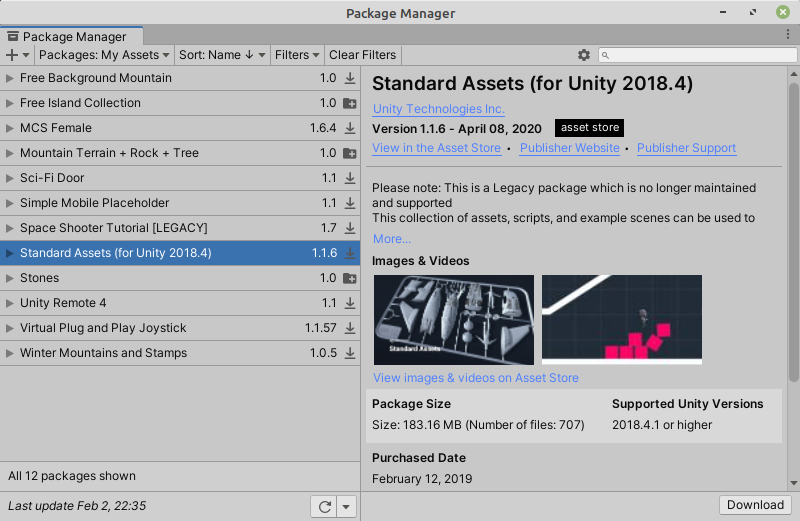 Package Manager
Package Manager
Packages: My Assets
Sort: Name ↓
Filters
Clear Filters
Free Background Mountain 1.0
Free Island Collection 1.0
MCS Female 1.6.4
Mountain Terrain + Rock + Tree 1.0
Sci-Fi Door 1.1
Simple Mobile Placeholder 1.1
Space Shooter Tutorial [LEGACY] 1.7
Standard Assets (for Unity 2018.4) 1.1.6
Stones 1.0
Unity Remote 4 1.1
Virtual Plug and Play Joystick 1.1.57
Winter Mountains and Stamps 1.0.5
All 12 packages shown
Last update Feb 2, 22:35
Standard Assets (for Unity 2018.4)
Unity Technologies Inc.
Version 1.1.6 - April 08, 2020 asset store
View in the Asset Store • Publisher Website • Publisher Support
Please note: This is a Legacy package which is no longer maintained
and supported
This collection of assets, scripts, and example scenes can be used to
More...
Images & Videos
Standard Assets
View images & videos on Asset Store
Package Size
Size: 183.16 MB (Number of files: 707)
Supported Unity Versions
2018.4.1 or higher
Purchased Date
February 12, 2019
Download